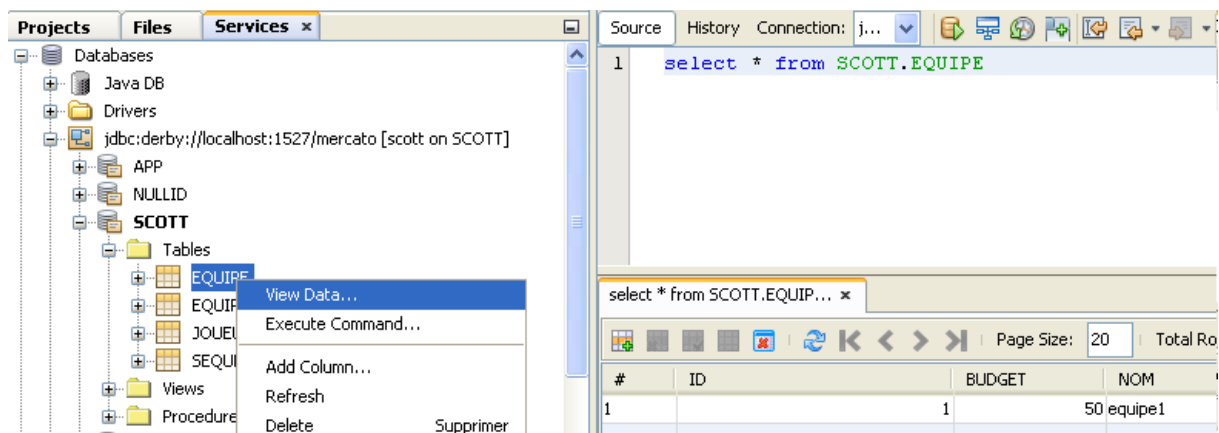 Projects Files Services x
Databases
Java DB
Drivers
jdbc:derby://localhost:1527/mercato [scott on SCOTT]
APP
NULLID
SCOTT
Tables
EQUIPE
EQUIP
JOUEU
SEQUI
Views
Procedure
View Data...
Execute Command...
Add Column...
Refresh
Delete Supprimer
Source History Connection: j...
1 select * from SCOTT.EQUIPE
select * from SCOTT.EQUIP... x
Page Size: 20 Total Ro
# ID BUDGET NOM
1 1 50 equipe1